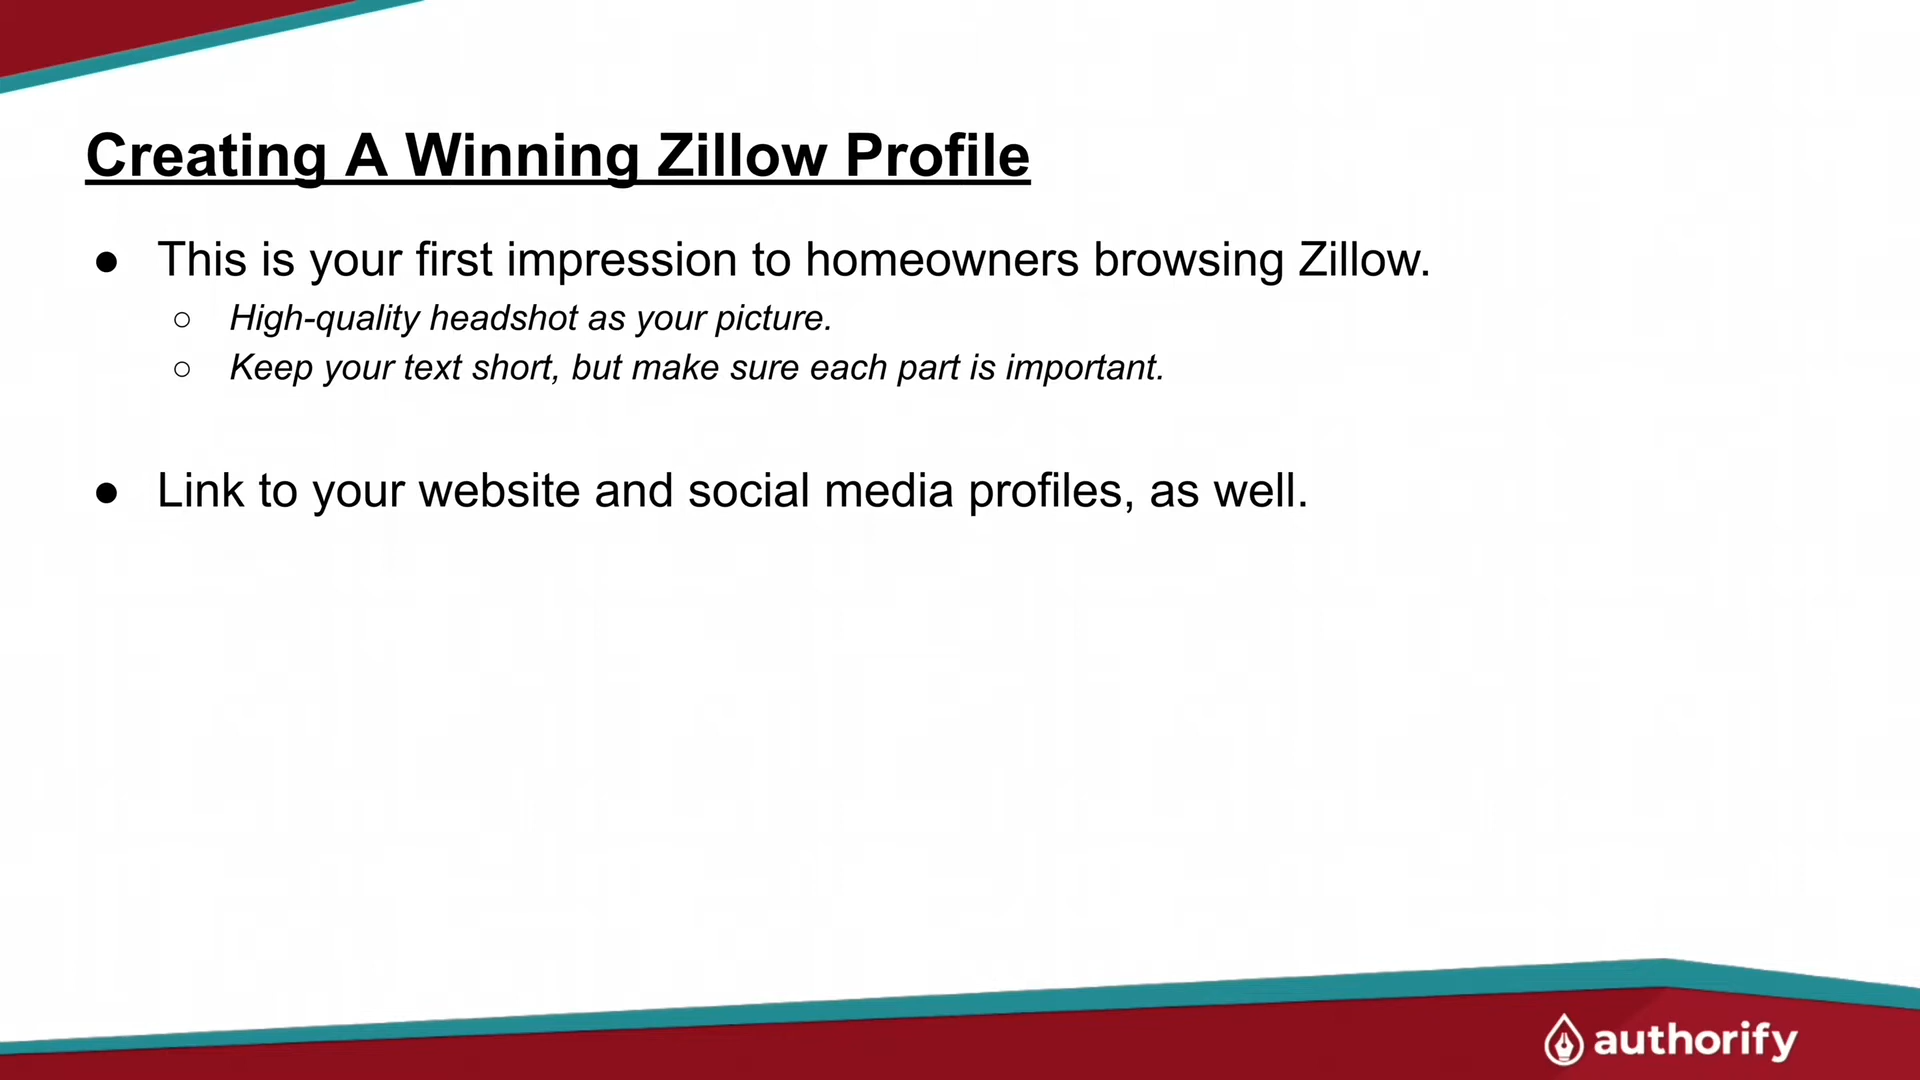 Creating A Winning Zillow Profile
● This is your first impression to homeowners browsing Zillow.
○ High-quality headshot as your picture.
○ Keep your text short, but make sure each part is important.
● Link to your website and social media profiles, as well.
authorify